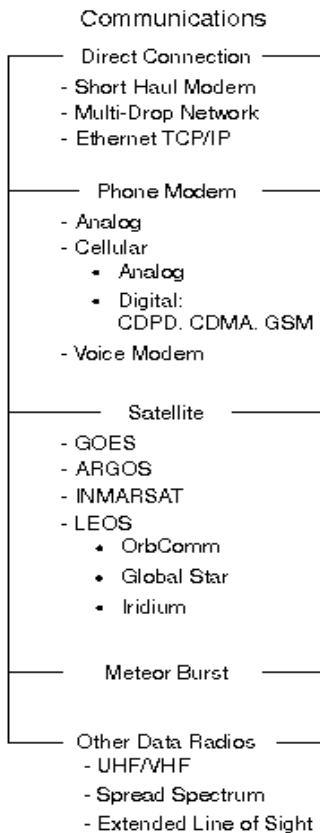 Communications
Direct Connection
- Short Haul Modem
- Multi-Drop Network
- Ethernet TCP/IP
Phone Modem
- Analog
- Cellular
• Analog
• Digital:
CDPD. CDMA. GSM
- Voice Modem
Satellite
- GOES
- ARGOS
- INMARSAT
- LEOS
• OrbComm
• Global Star
• Iridium
Meteor Burst
Other Data Radios
- UHF/VHF
- Spread Spectrum
- Extended Line of Sight